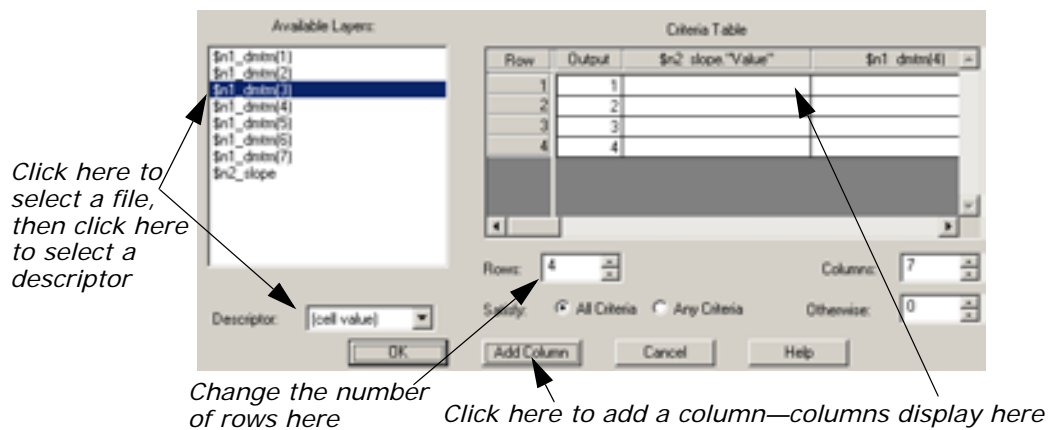 Available Layers:
Criteria Table
$n1_dmtm(1)
$n1_dmtm(2)
$n1_dmtm(3)
$n1_dmtm(4)
$n1_dmtm(5)
$n1_dmtm(6)
$n1_dmtm(7)
$n2_slope
Row Output $n2_slope."Value" $n1_dmtm(4)
1 1
2 2
3 3
4 4
Click here to
select a file,
then click here
to select a
descriptor
Rows: 4 Columns: 7
Descriptor: (cell value)
Satisfy: All Criteria Any Criteria Otherwise: 0
OK Add Column Cancel Help
Change the number
of rows here
Click here to add a column—columns display here